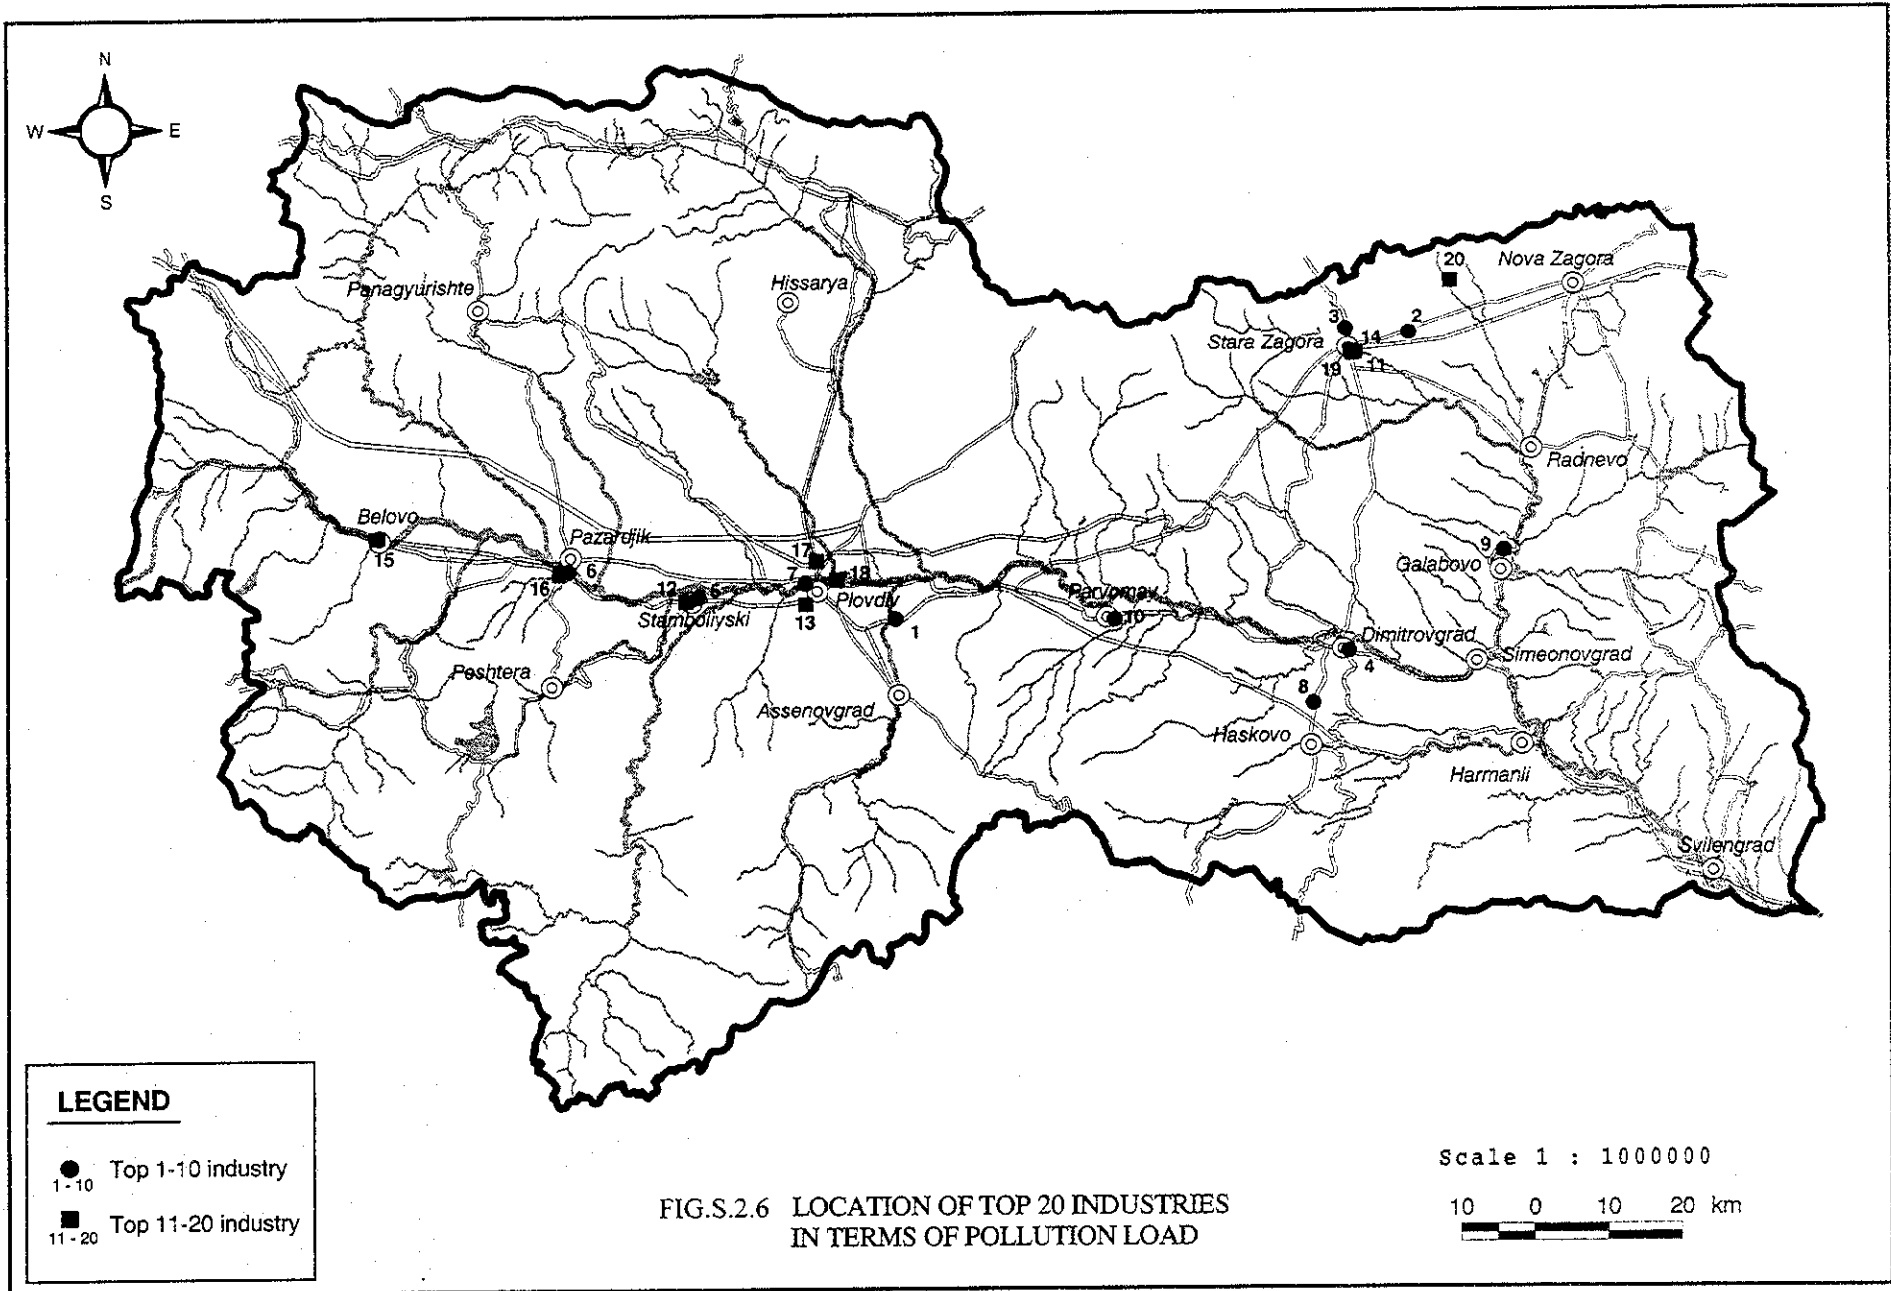 N
W E
S
20
Nova Zagora
Panagyurishte
Hissarya
3
2
Stara Zagora
14
19
11
Radnevo
Belovo
15
Pazardjik
16
6
17
9
Galabovo
12
5
7
18
Stamboliyski
Plovdiv
13
1
Parvomay
10
Dimitrovgrad
4
Simeonovgrad
Peshtera
Assenovgrad
8
Haskovo
Harmanli
Svilengrad
LEGEND
1 - 10 Top 1-10 industry
11 - 20 Top 11-20 industry
FIG.S.2.6 LOCATION OF TOP 20 INDUSTRIES
IN TERMS OF POLLUTION LOAD
Scale 1 : 1000000
10 0 10 20 km